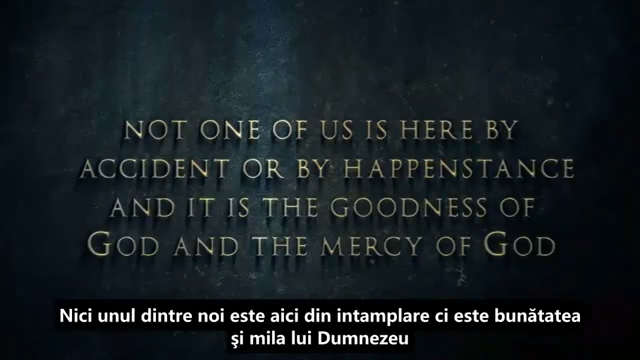 NOT ONE OF US IS HERE BY
ACCIDENT OR BY HAPPENSTANCE
AND IT IS THE GOODNESS OF
GOD AND THE MERCY OF GOD
Nici unul dintre noi este aici din intamplare ci este bunătatea
şi mila lui Dumnezeu